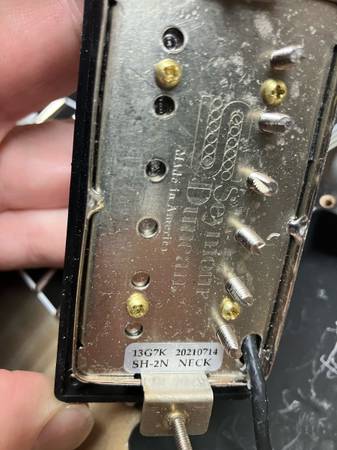 Seymour
Duncan
Made in America
13G7K 20210714
SH-2N NECK